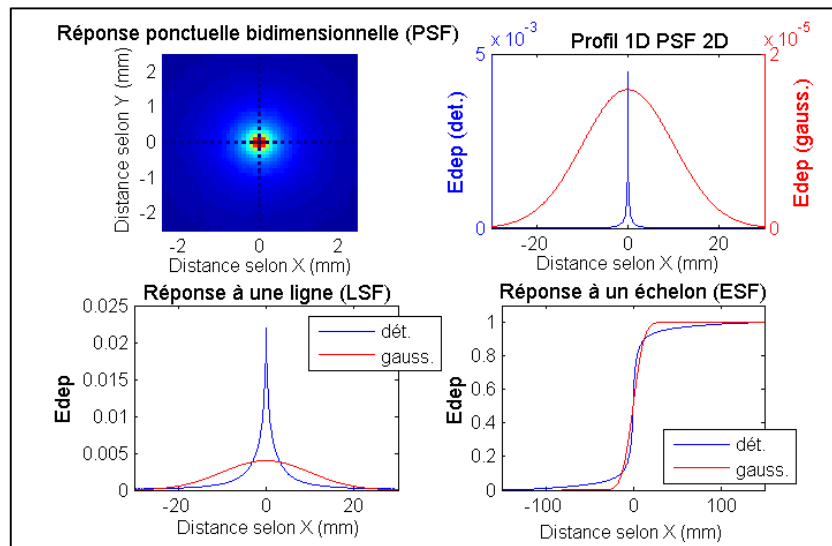 Réponse ponctuelle bidimensionnelle (PSF)
Distance selon Y (mm)
2
1
0
-1
-2
-2
0
2
Distance selon X (mm)
Profil 1D PSF 2D
5 x 10⁻³
2 x 10⁻⁵
Edep (det.)
Edep (gauss.)
0
0
-20
0
20
Distance selon X (mm)
Réponse à une ligne (LSF)
0.025
0.02
0.015
0.01
0.005
0
Edep
dét.
gauss.
-20
0
20
Distance selon X (mm)
Réponse à un échelon (ESF)
1
0.8
0.6
0.4
0.2
0
Edep
dét.
gauss.
-100
0
100
Distance selon X (mm)